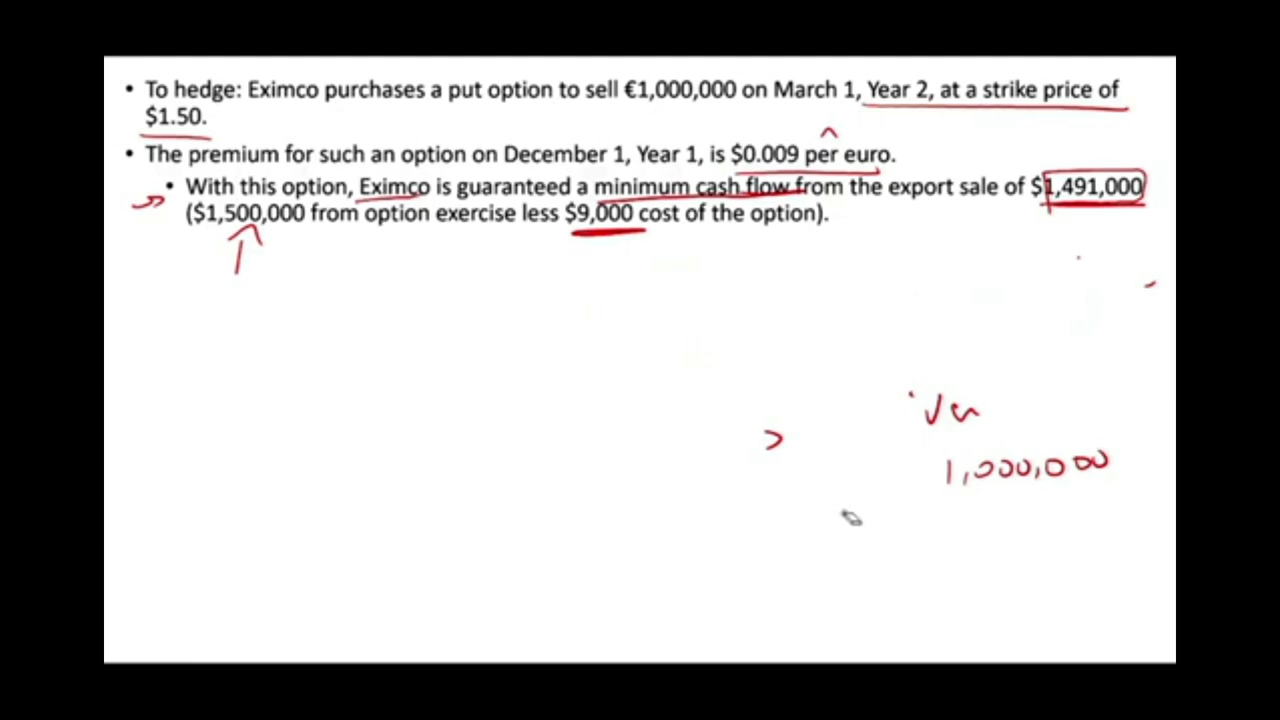 • To hedge: Eximco purchases a put option to sell €1,000,000 on March 1, Year 2, at a strike price of
$1.50.
• The premium for such an option on December 1, Year 1, is $0.009 per euro.
• With this option, Eximco is guaranteed a minimum cash flow from the export sale of $1,491,000
($1,500,000 from option exercise less $9,000 cost of the option).
1,000,000